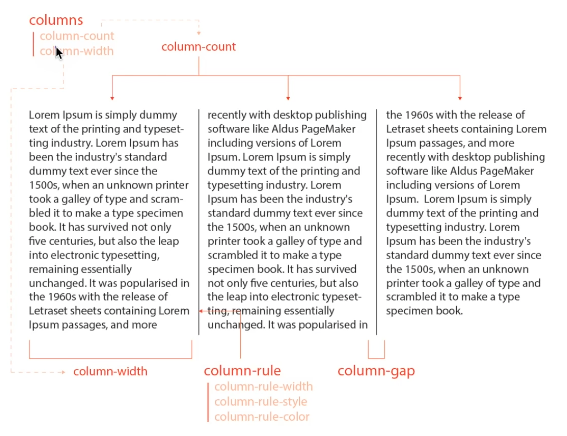 columns
column-count
column-width
column-count
Lorem Ipsum is simply dummy
text of the printing and typeset-
ting industry. Lorem Ipsum has
been the industry's standard
dummy text ever since the
1500s, when an unknown printer
took a galley of type and scram-
bled it to make a type specimen
book. It has survived not only
five centuries, but also the leap
into electronic typesetting,
remaining essentially
unchanged. It was popularised in
the 1960s with the release of
Letraset sheets containing Lorem
Ipsum passages, and more
recently with desktop publishing
software like Aldus PageMaker
including versions of Lorem
Ipsum. Lorem Ipsum is simply
dummy text of the printing and
typesetting industry. Lorem
Ipsum has been the industry's
standard dummy text ever since
the 1500s, when an unknown
printer took a galley of type and
scrambled it to make a type
specimen book. It has survived
not only five centuries, but also
the leap into electronic typeset-
ting, remaining essentially
unchanged. It was popularised in
the 1960s with the release of
Letraset sheets containing Lorem
Ipsum passages, and more
recently with desktop publishing
software like Aldus PageMaker
including versions of Lorem
Ipsum. Lorem Ipsum is simply
dummy text of the printing and
typesetting industry. Lorem
Ipsum has been the industry's
standard dummy text ever since
the 1500s, when an unknown
printer took a galley of type and
scrambled it to make a type
specimen book.
column-width
column-rule
column-rule-width
column-rule-style
column-rule-color
column-gap